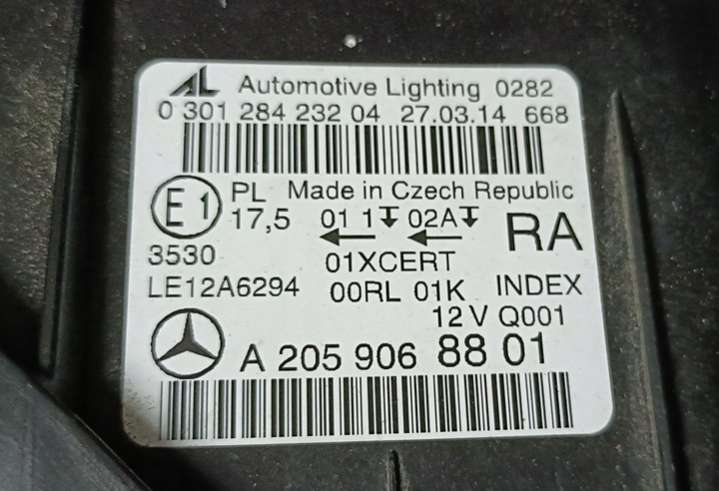 AL Automotive Lighting 0282
0 301 284 232 04 27.03.14 668
E1 PL Made in Czech Republic
17,5 01 1 02A RA
3530 01XCERT
LE12A6294 00RL 01K INDEX
12 V Q001
A 205 906 88 01